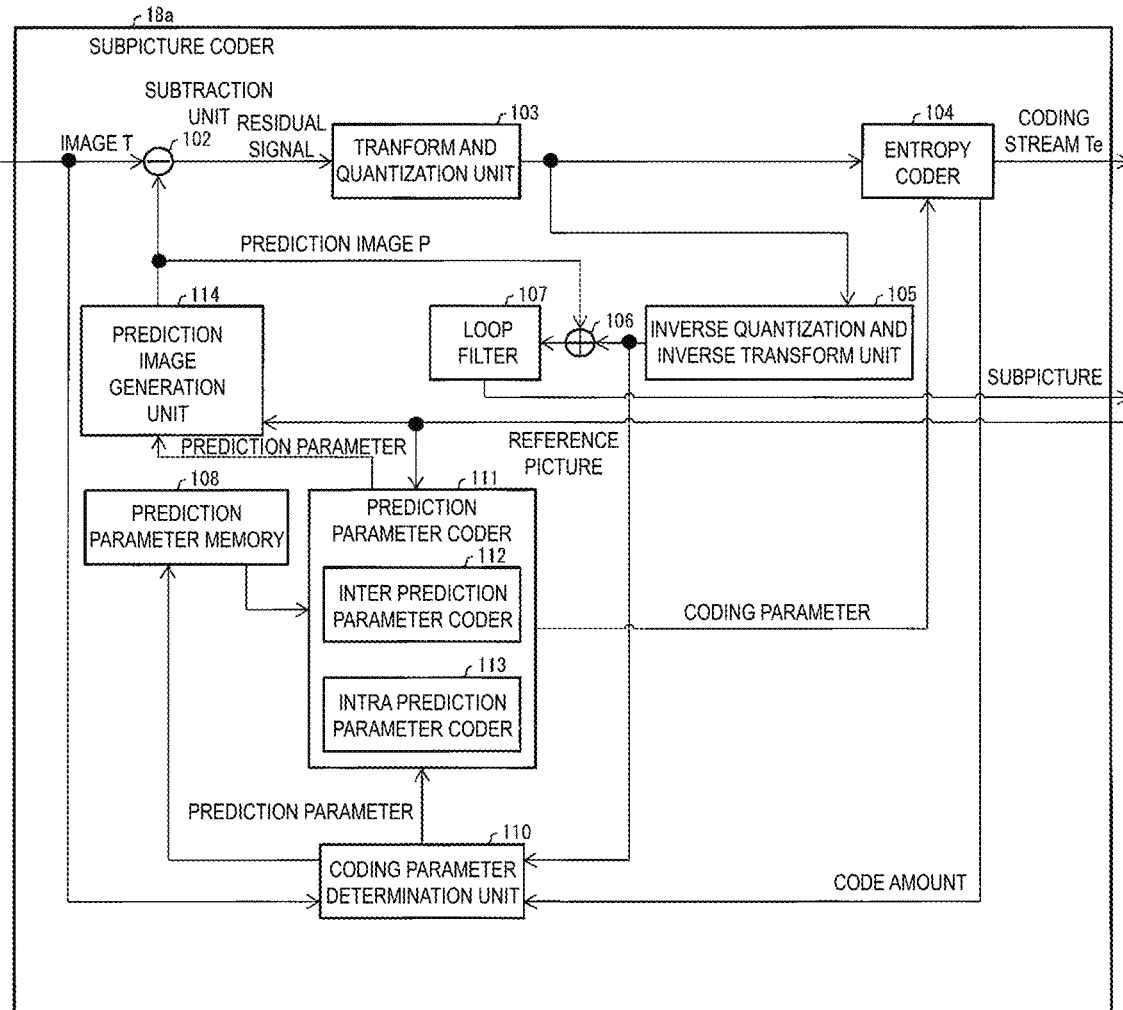 18a
SUBPICTURE CODER
SUBTRACTION
UNIT
102
IMAGE T
RESIDUAL
SIGNAL
103
TRANFORM AND
QUANTIZATION UNIT
104
ENTROPY
CODER
CODING
STREAM Te
PREDICTION IMAGE P
114
PREDICTION
IMAGE
GENERATION
UNIT
107
LOOP
FILTER
106
105
INVERSE QUANTIZATION AND
INVERSE TRANSFORM UNIT
SUBPICTURE
PREDICTION PARAMETER
REFERENCE
PICTURE
108
PREDICTION
PARAMETER MEMORY
111
PREDICTION
PARAMETER CODER
112
INTER PREDICTION
PARAMETER CODER
113
INTRA PREDICTION
PARAMETER CODER
CODING PARAMETER
PREDICTION PARAMETER
110
CODING PARAMETER
DETERMINATION UNIT
CODE AMOUNT